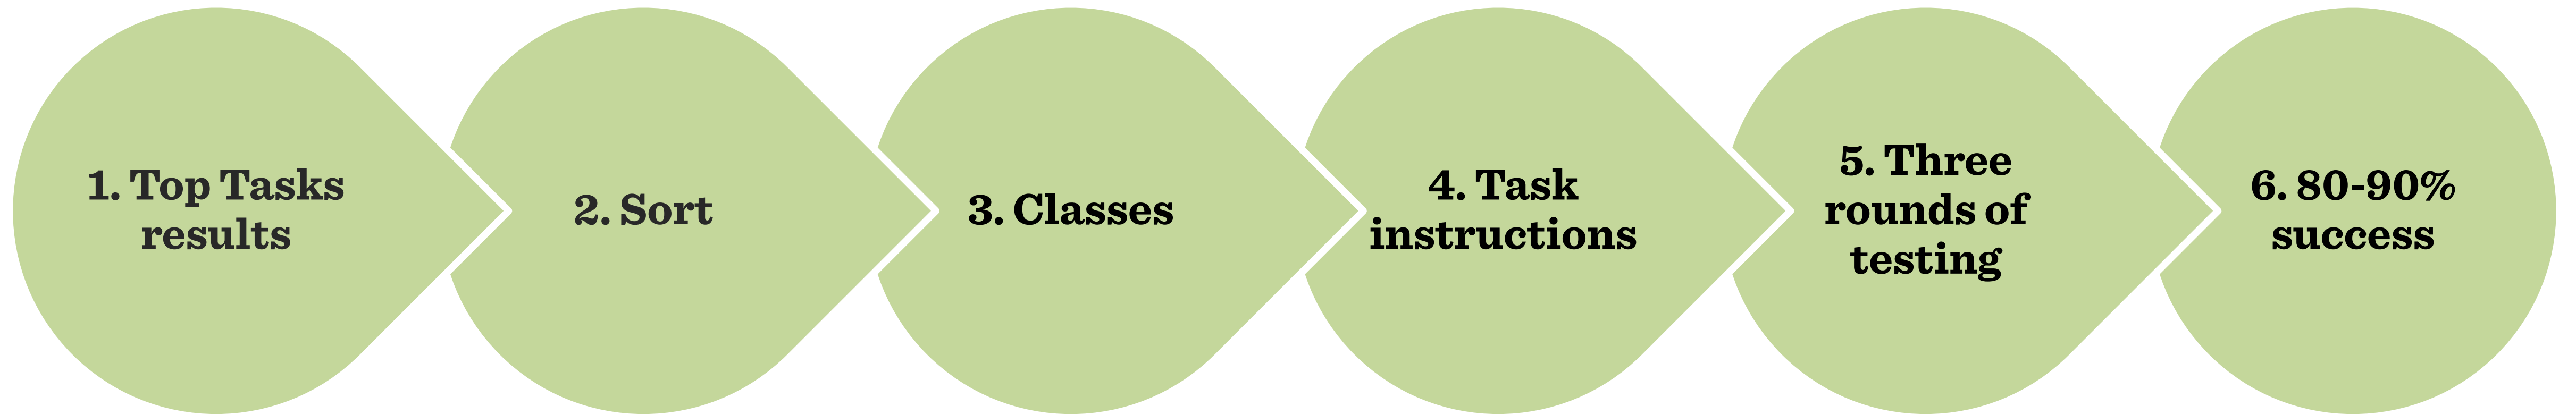 1. Top Tasks
results
2. Sort
3. Classes
4. Task
instructions
5. Three
rounds of
testing
6. 80-90%
success